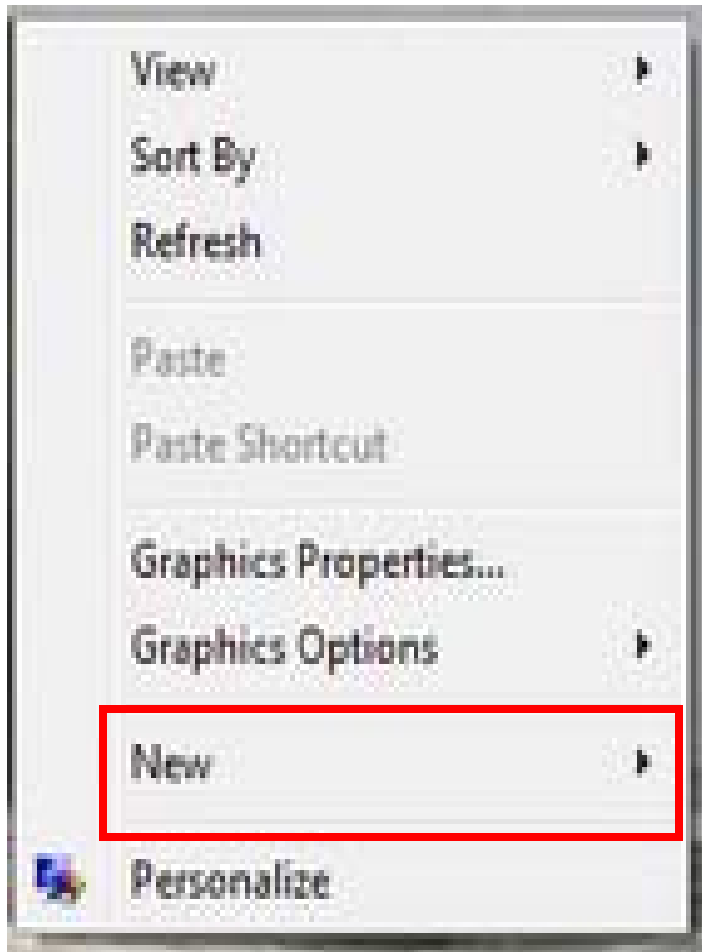 View
Sort By
Refresh
Paste
Paste Shortcut
Graphics Properties...
Graphics Options
New
Personalize